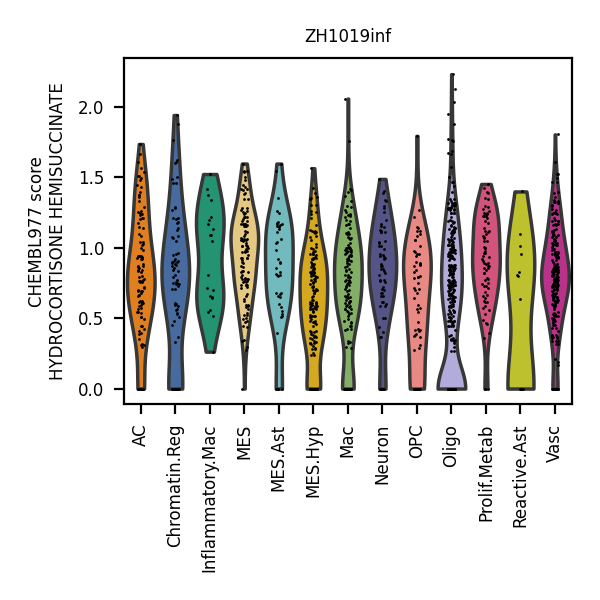 ZH1019inf
CHEMBL977 score
HYDROCORTISONE HEMISUCCINATE
2.0
1.5
1.0
0.5
0.0
AC
Chromatin.Reg
Inflammatory.Mac
MES
MES.Ast
MES.Hyp
Mac
Neuron
OPC
Oligo
Prolif.Metab
Reactive.Ast
Vasc